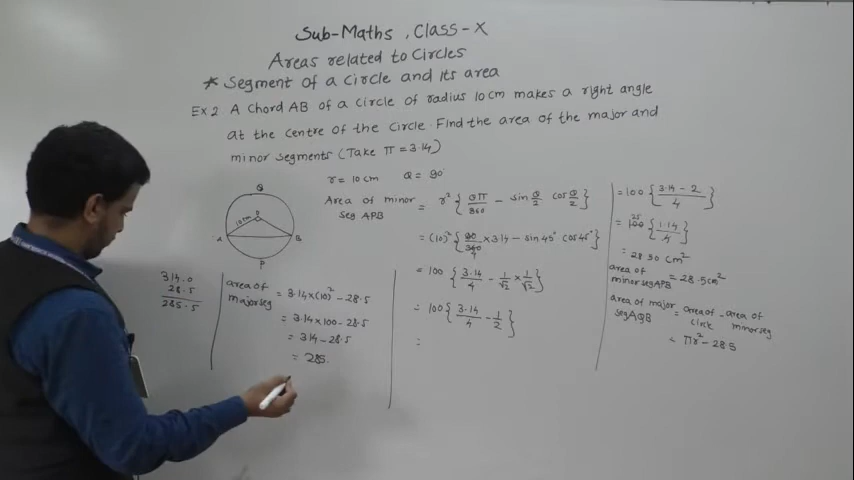 Sub-Maths, Class-X
Areas related to Circles
* Segment of a circle and its area
Ex 2 A chord AB of a circle of radius 10 cm makes a right angle
at the centre of the circle. Find the area of the major and
minor segments (Take π = 3.14)
r = 10 cm   Q = 90°
Q
O
10 cm
A
B
P
Area of minor seg APB = r² { Qπ/360 - sin Q/2 cos Q/2 }
= (10)² { 90/360 × 3.14 - sin 45° cos 45° }
4
= 100 { 3.14/4 - 1/√2 × 1/√2 }
= 100 { 3.14/4 - 1/2 }
=
= 100 { 3.14 - 2 / 4 }
= 100 { 1.14/4 }
25
= 28.50 cm²
area of minor seg APB = 28.5 cm²
area of major seg AQB = area of circle - area of minor seg
= πr² - 28.5
314.0
28.5
285.5
area of major seg = 3.14×(10)² - 28.5
= 3.14×100 - 28.5
= 314 - 28.5
= 285.